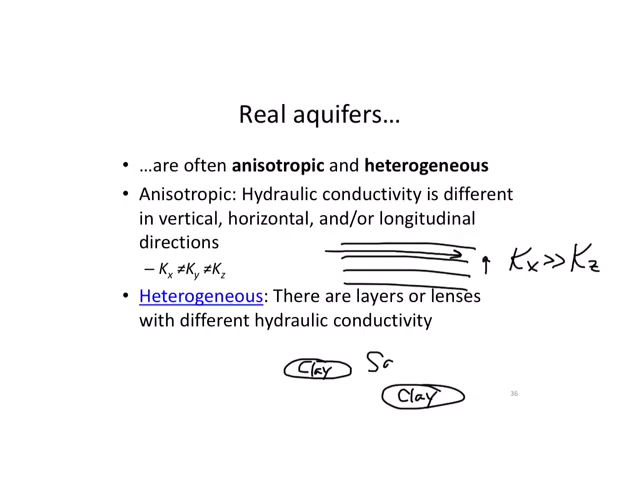 Real aquifers…
• …are often anisotropic and heterogeneous
• Anisotropic: Hydraulic conductivity is different
in vertical, horizontal, and/or longitudinal
directions
– Kx ≠Ky ≠Kz
Kx >> Kz
• Heterogeneous: There are layers or lenses
with different hydraulic conductivity
Clay Sa
Clay
36